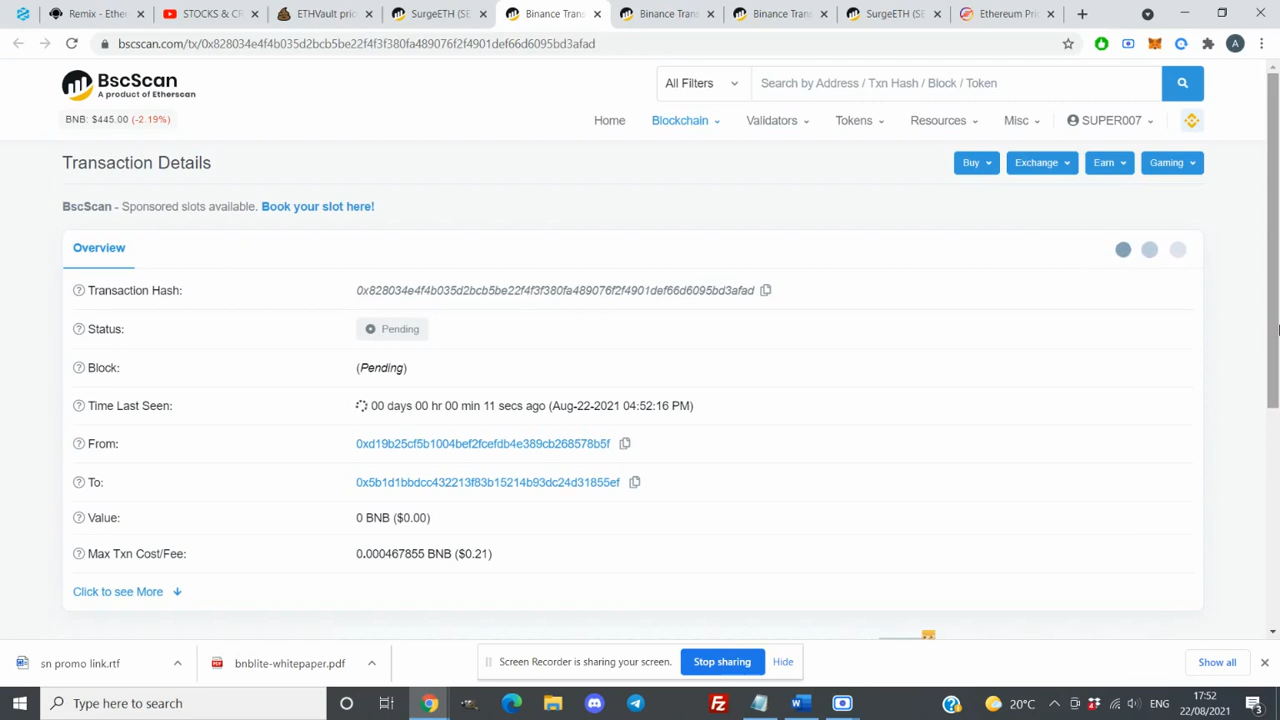 Remix - Ether
STOCKS & CR
ETHVault pric
SurgeETH (SE
Binance Trans
Binance Trans
Binance Trans
SurgeETH (SE
Ethereum Pric
bscscan.com/tx/0x828034e4f4b035d2bcb5be22f4f3f380fa489076f2f4901def66d6095bd3afad
A
BscScan
A product of Etherscan
All Filters
Search by Address / Txn Hash / Block / Token
BNB: $445.00 (-2.19%)
Home
Blockchain
Validators
Tokens
Resources
Misc
SUPER007
Transaction Details
Buy
Exchange
Earn
Gaming
BscScan - Sponsored slots available. Book your slot here!
Overview
Transaction Hash: 0x828034e4f4b035d2bcb5be22f4f3f380fa489076f2f4901def66d6095bd3afad
Status: Pending
Block: (Pending)
Time Last Seen: 00 days 00 hr 00 min 11 secs ago (Aug-22-2021 04:52:16 PM)
From: 0xd19b25cf5b1004bef2fcefdb4e389cb268578b5f
To: 0x5b1d1bbdcc432213f83b15214b93dc24d31855ef
Value: 0 BNB ($0.00)
Max Txn Cost/Fee: 0.000467855 BNB ($0.21)
Click to see More
sn promo link.rtf
bnblite-whitepaper.pdf
Screen Recorder is sharing your screen.
Stop sharing
Hide
Show all
Type here to search
20°C
17:52
22/08/2021
3